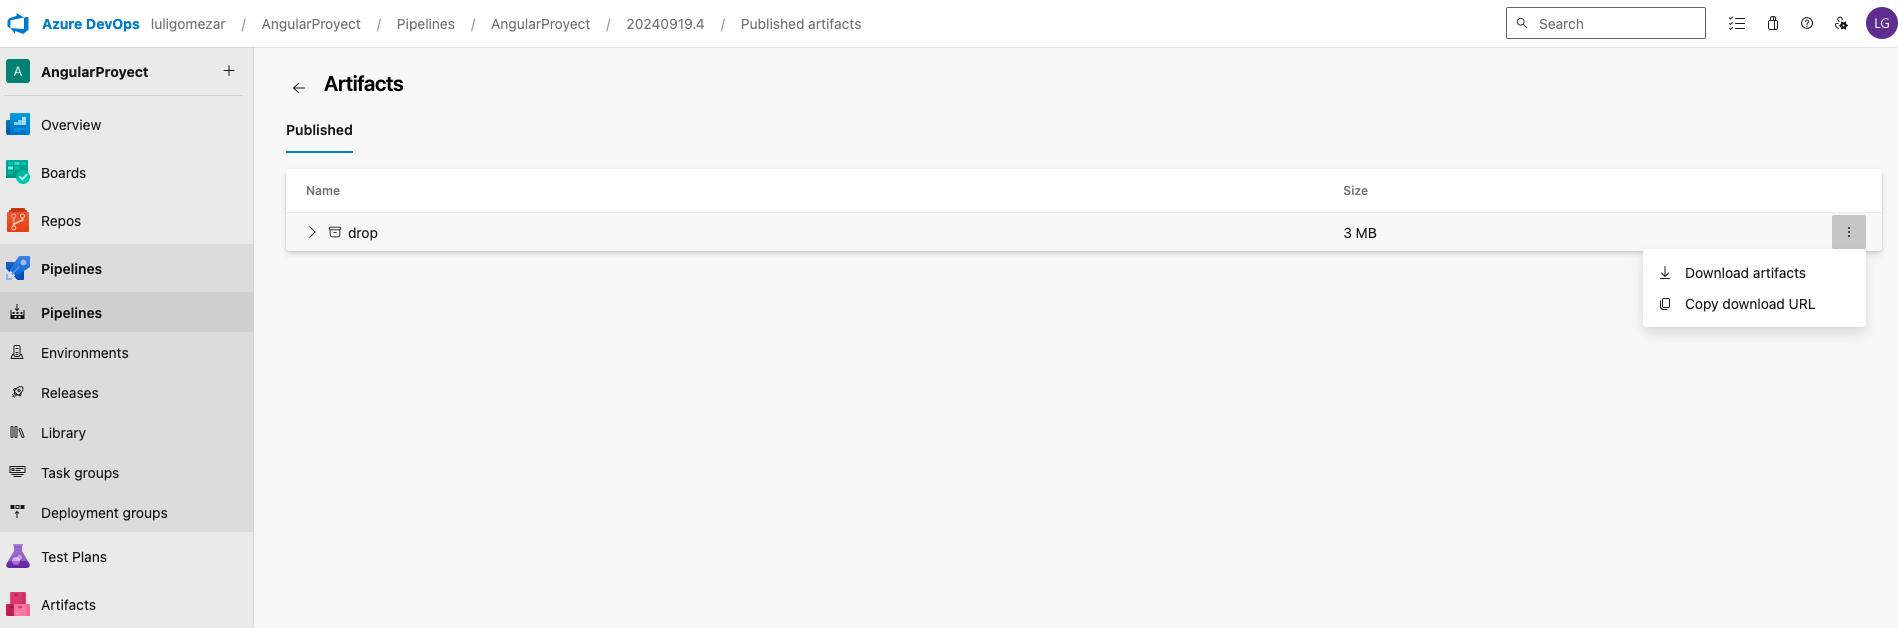 Azure DevOps luligomezar / AngularProyect / Pipelines / AngularProyect / 20240919.4 / Published artifacts Search LG
A AngularProyect +
Artifacts
Overview
Published
Boards
Name Size
Repos
drop 3 MB
Pipelines
Download artifacts
Copy download URL
Pipelines
Environments
Releases
Library
Task groups
Deployment groups
Test Plans
Artifacts